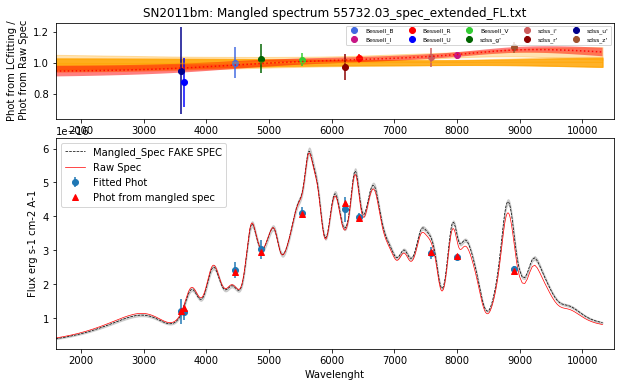 SN2011bm: Mangled spectrum 55732.03_spec_extended_FL.txt
Phot from LCfitting /
Phot from Raw Spec
1.2
1.0
0.8
Bessell_B
Bessell_I
Bessell_R
Bessell_U
Bessell_V
sdss_g'
sdss_i'
sdss_r'
sdss_u'
sdss_z'
2000 3000 4000 5000 6000 7000 8000 9000 10000
1e−16
Flux erg s-1 cm-2 A-1
6
5
4
3
2
1
Mangled_Spec FAKE SPEC
Raw Spec
Fitted Phot
Phot from mangled spec
2000 3000 4000 5000 6000 7000 8000 9000 10000
Wavelenght